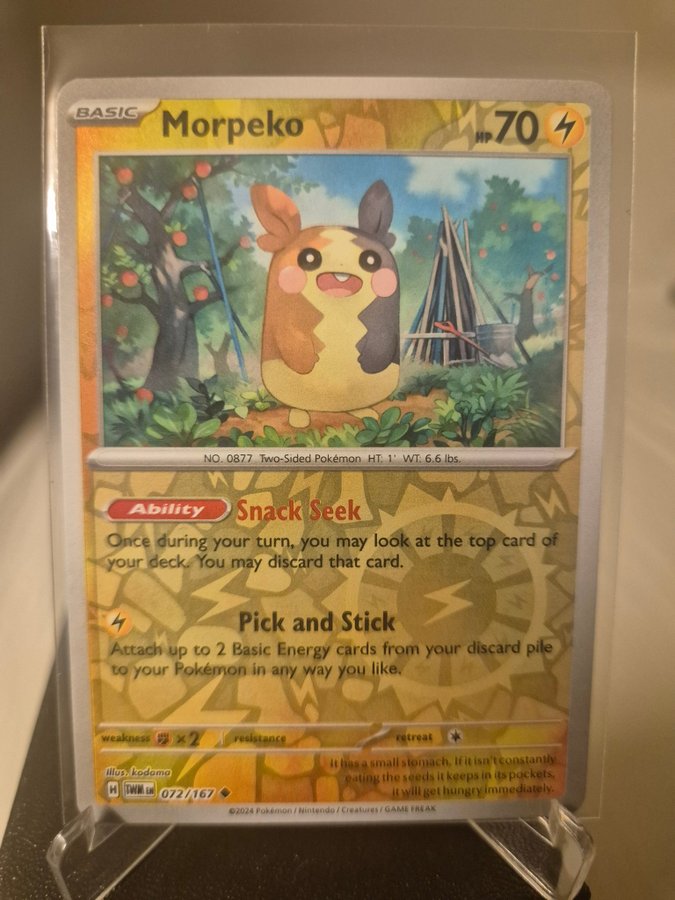 BASIC Morpeko HP 70
NO. 0877 Two-Sided Pokémon HT: 1' WT: 6.6 lbs.
Ability Snack Seek
Once during your turn, you may look at the top card of
your deck. You may discard that card.
Pick and Stick
Attach up to 2 Basic Energy cards from your discard pile
to your Pokémon in any way you like.
weakness ×2 resistance retreat
It has a small stomach. If it isn't constantly
eating the seeds it keeps in its pockets,
it will get hungry immediately.
Illus. kodama
H TWM EN 072/167
©2024 Pokémon / Nintendo / Creatures / GAME FREAK